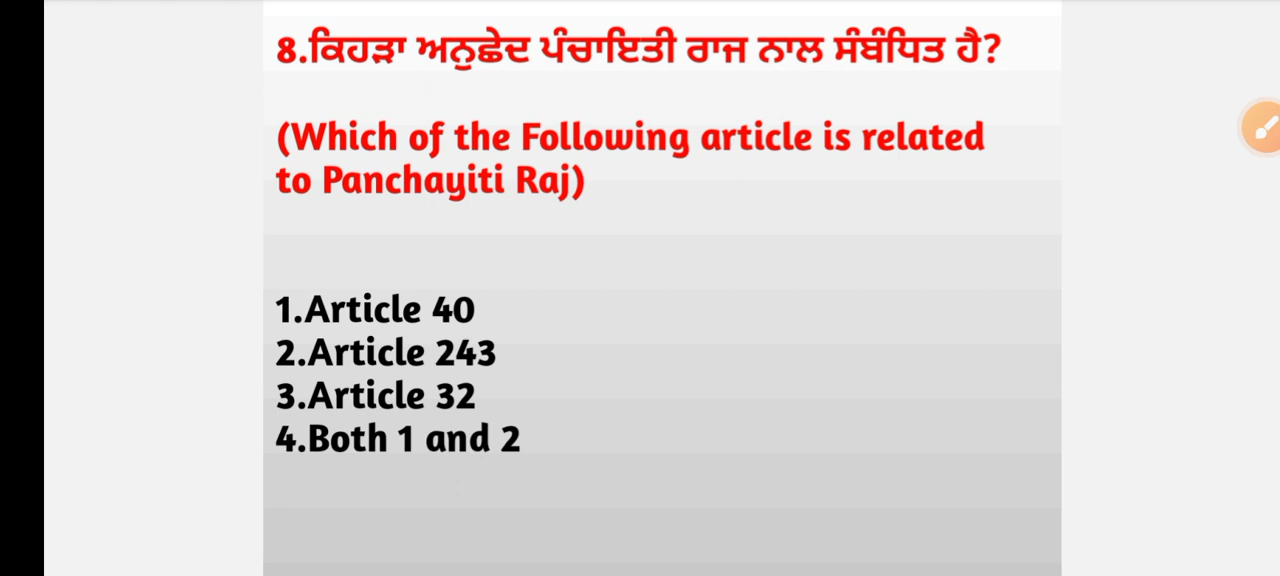 8.ਕਿਹੜਾ ਅਨੁਛੇਦ ਪੰਚਾਇਤੀ ਰਾਜ ਨਾਲ ਸੰਬੰਧਿਤ ਹੈ?
(Which of the Following article is related
to Panchayiti Raj)
1.Article 40
2.Article 243
3.Article 32
4.Both 1 and 2